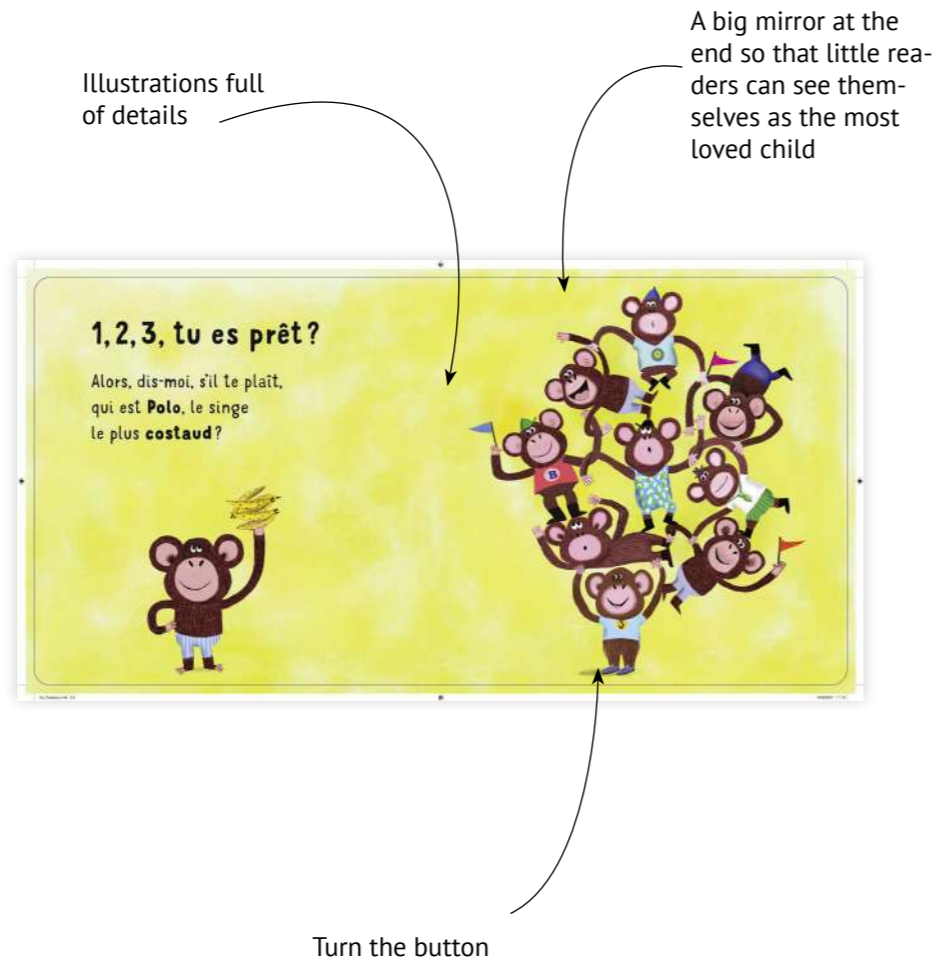 A big mirror at the
end so that little rea-
ders can see them-
selves as the most
loved child
Illustrations full
of details
1, 2, 3, tu es prêt ?
Alors, dis-moi, s'il te plaît,
qui est Polo, le singe
le plus costaud ?
B
Turn the button